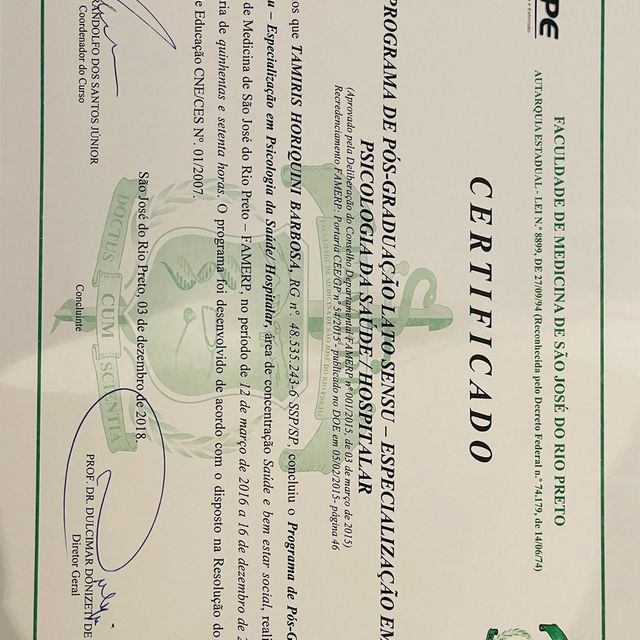 PE
e Extensão
FACULDADE DE MEDICINA DE SÃO JOSÉ DO RIO PRETO
AUTARQUIA ESTADUAL - LEI N.º 8899, DE 27/09/94 (Reconhecida pelo Decreto Federal n.º 74.179, de 14/06/74)
CERTIFICADO
PROGRAMA DE PÓS-GRADUAÇÃO LATO SENSU – ESPECIALIZAÇÃO EM
PSICOLOGIA DA SAÚDE / HOSPITALAR
(Aprovado pela Deliberação do Conselho Departamental FAMERP nº 001/2015, de 03 de março de 2015)
Recredenciamento FAMERP: Portaria CEE/GP nº 54/2015 - publicado no DOE em 05/02/2015- página 46
os que TAMIRIS HORIQUINI BARBOSA, RG nº. 48.535.243-6 SSP/SP, concluiu o Programa de Pós-G
u – Especialização em Psicologia da Saúde/ Hospitalar, área de concentração Saúde e bem estar social, reali
de Medicina de São José do Rio Preto – FAMERP, no período de 12 de março de 2016 a 16 de dezembro de 2
ria de quinhentas e setenta horas. O programa foi desenvolvido de acordo com o disposto na Resolução do
e Educação CNE/CES Nº. 01/2007.
São José do Rio Preto, 03 de dezembro de 2018.
DOCTUS CUM SCIENTIA
RANDOLFO DOS SANTOS JÚNIOR
Coordenador do Curso
Concluinte
PROF. DR. DULCIMAR DONIZETI DE
Diretor Geral